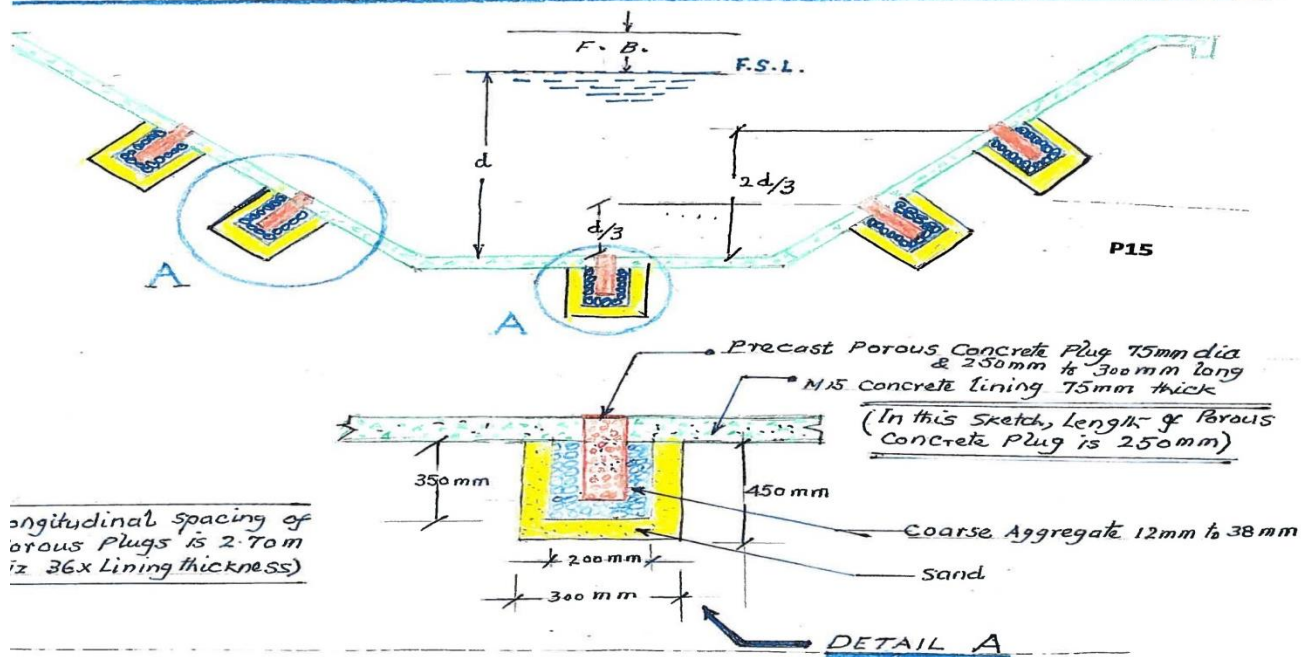 F. B.
F.S.L.
d
2d/3
d/3
P15
A
A
Precast Porous Concrete Plug 75mm dia
& 250mm to 300mm long
M15 Concrete lining 75mm thick
(In this Sketch, Length of Porous
Concrete Plug is 250mm)
350mm
450mm
ongitudinal spacing of
orous Plugs is 2.70m
iz 36x Lining thickness)
Coarse Aggregate 12mm to 38mm
200mm
Sand
300mm
DETAIL A